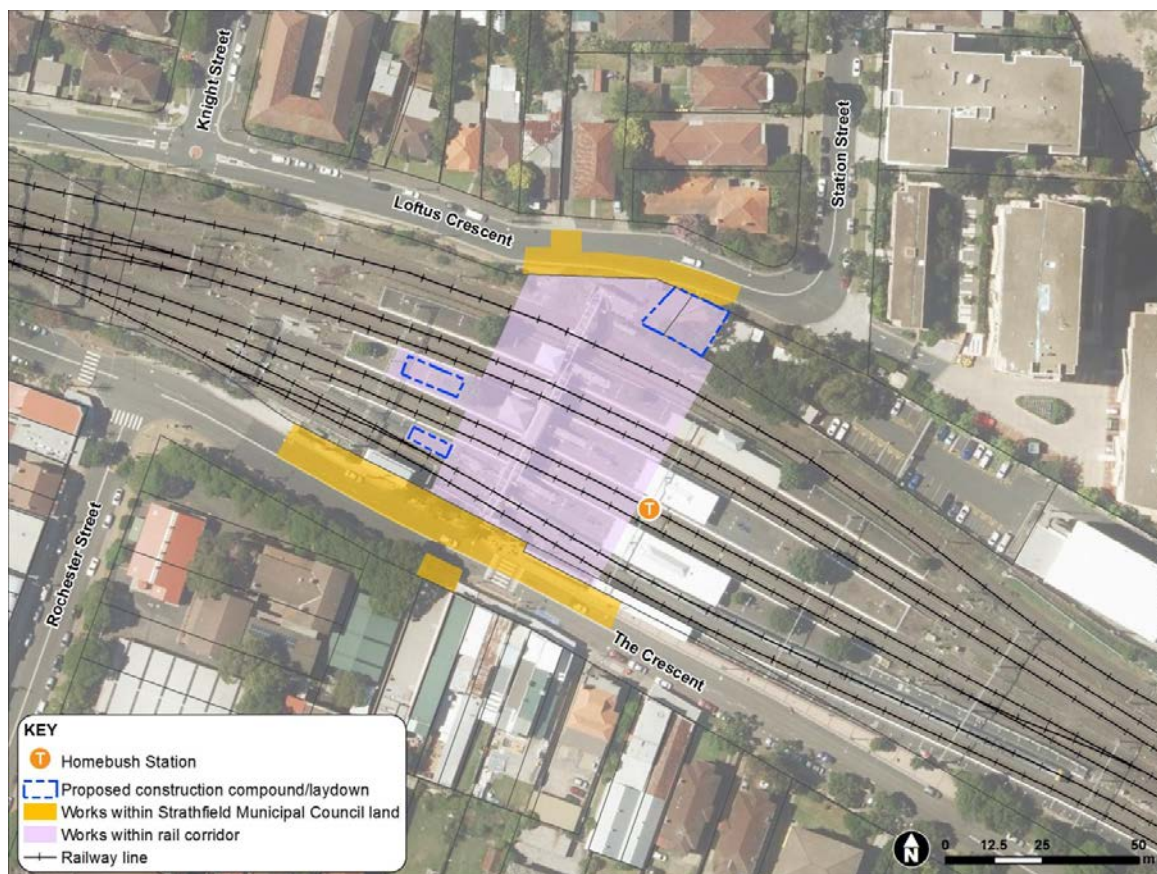 Knight Street
Loftus Crescent
Station Street
Rochester Street
T
The Crescent
KEY
T Homebush Station
Proposed construction compound/laydown
Works within Strathfield Municipal Council land
Works within rail corridor
Railway line
N
0 12.5 25 50
m